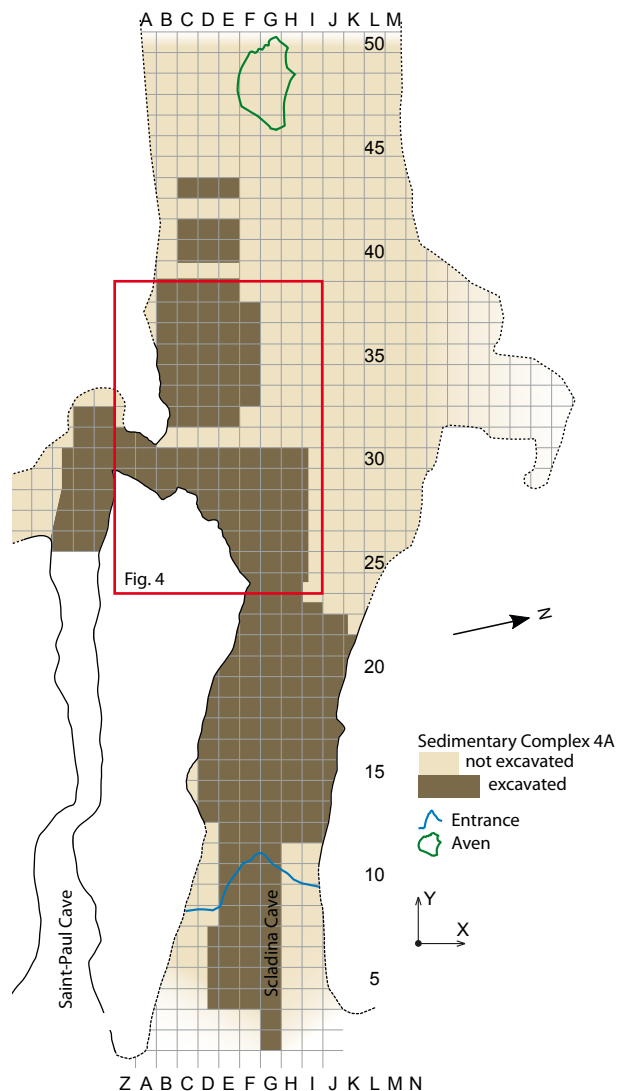 A B C D E F G H I J K L M
50
45
40
35
30
25
Fig. 4
N
20
Sedimentary Complex 4A
not excavated
15
excavated
Entrance
Aven
10
Saint-Paul Cave
Scladina Cave
Y
X
5
Z A B C D E F G H I J K L M N